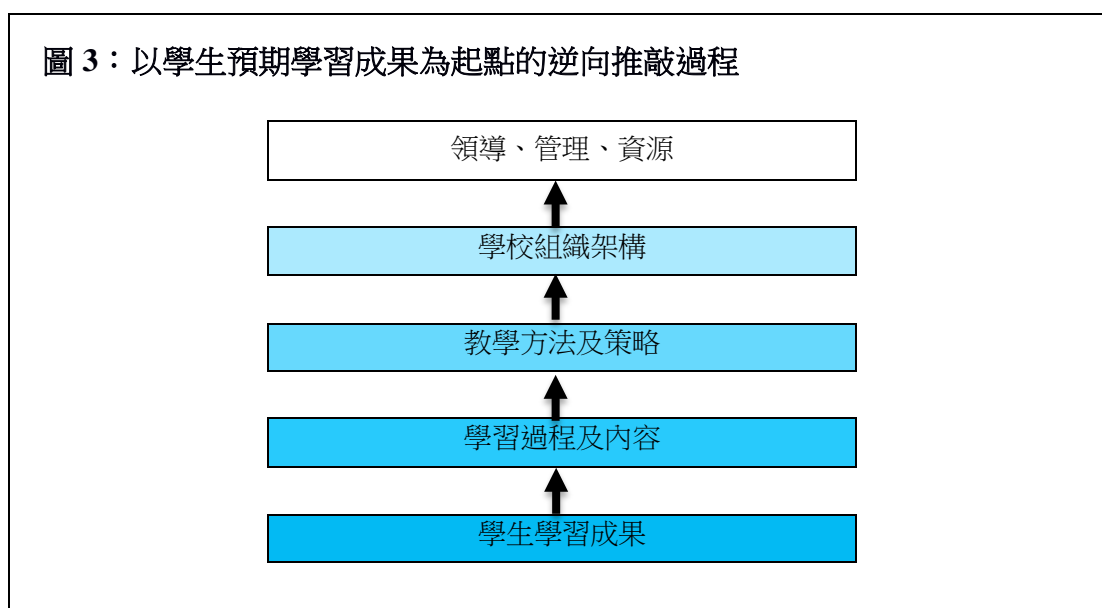 圖 3：以學生預期學習成果為起點的逆向推敲過程
領導、管理、資源
學校組織架構
教學方法及策略
學習過程及內容
學生學習成果